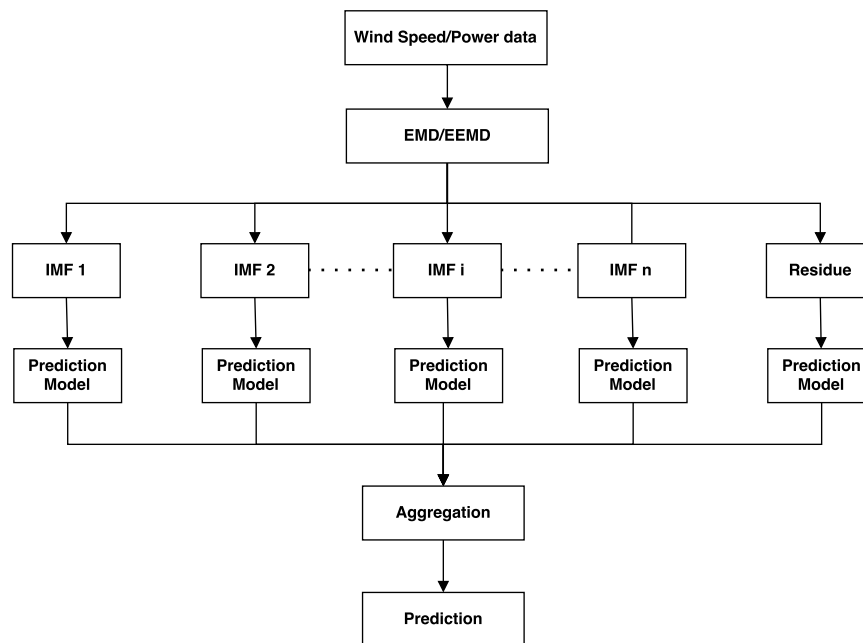 Wind Speed/Power data
EMD/EEMD
IMF 1
IMF 2
IMF i
IMF n
Residue
Prediction
Model
Prediction
Model
Prediction
Model
Prediction
Model
Prediction
Model
Aggregation
Prediction